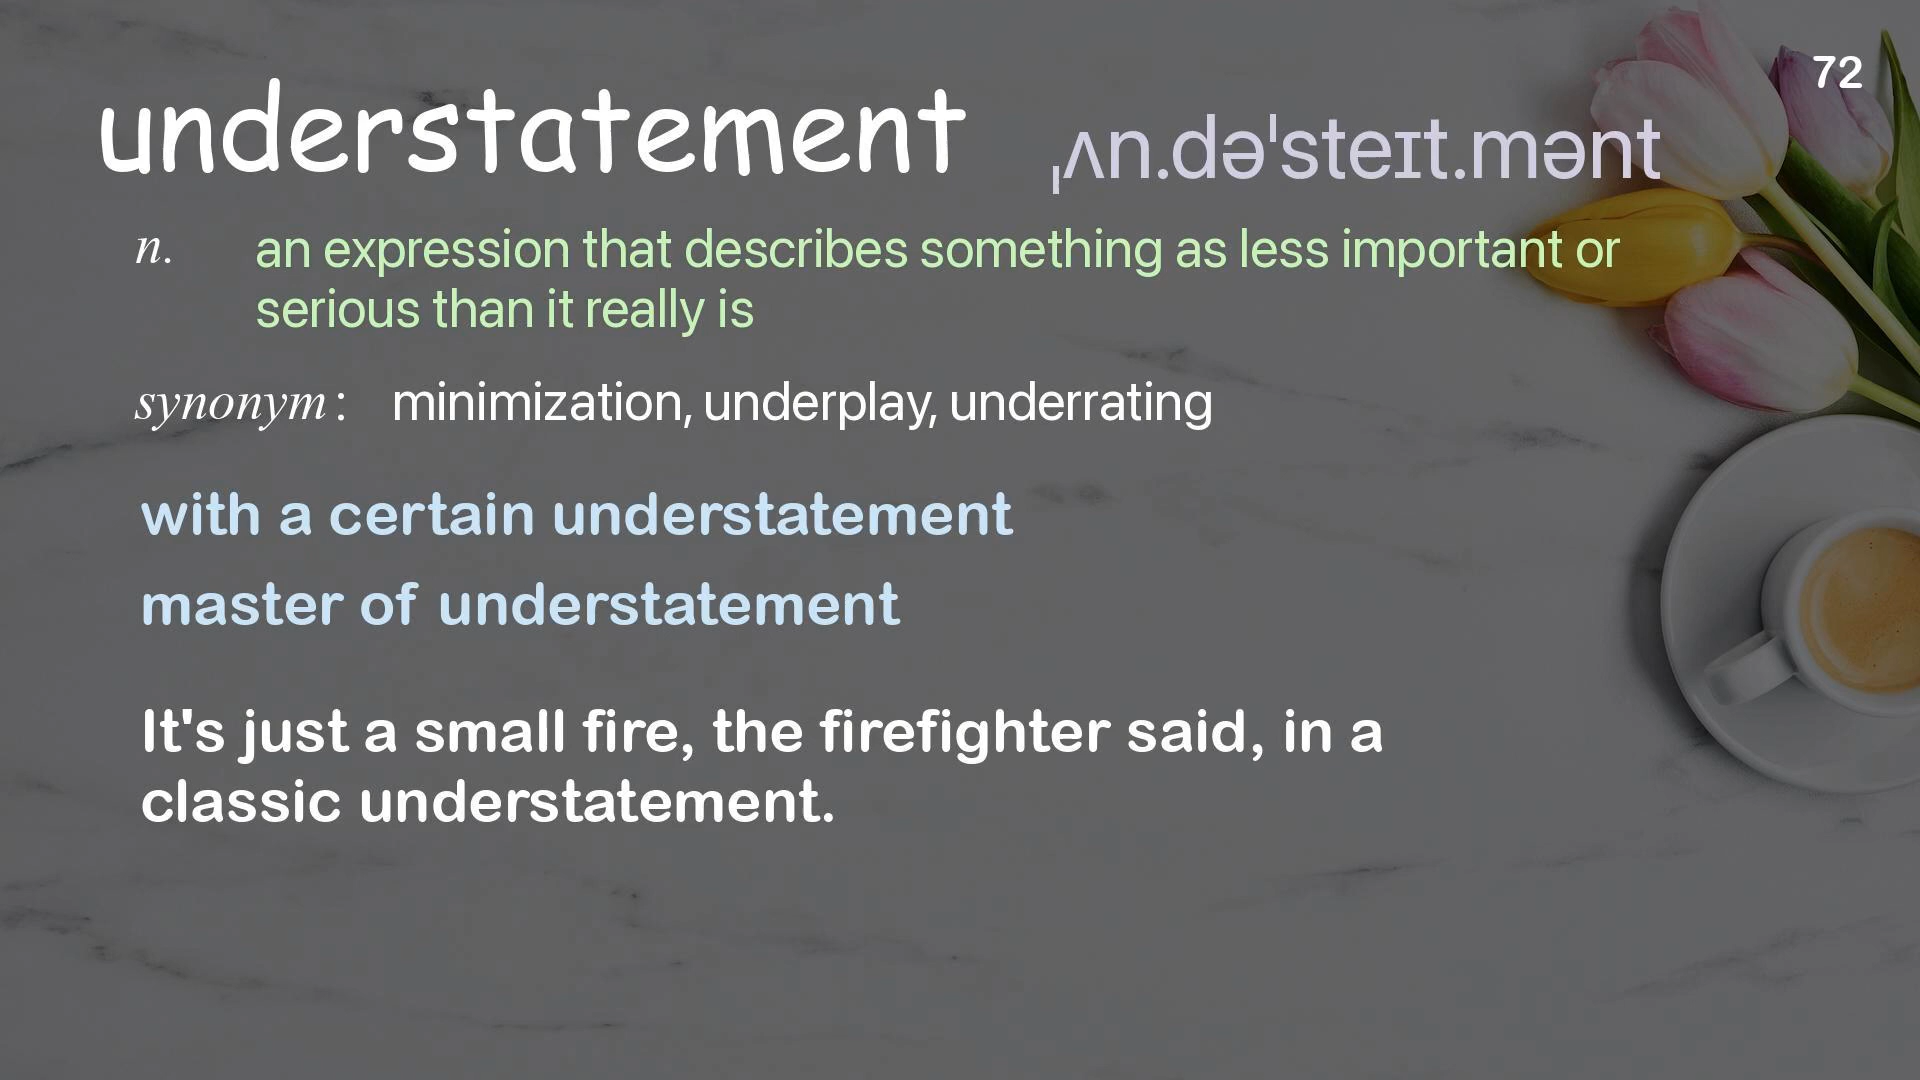 72
understatement ˌʌn.dəˈsteɪt.mənt
n. an expression that describes something as less important or
serious than it really is
synonym: minimization, underplay, underrating
with a certain understatement
master of understatement
It's just a small fire, the firefighter said, in a
classic understatement.